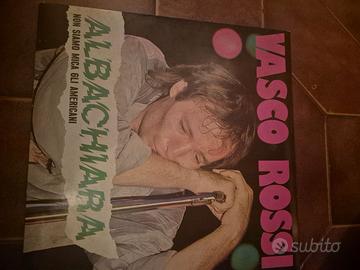 VASCO ROSSI
ALBACHIARA
NON SIAMO MICA GLI AMERICANI
subito